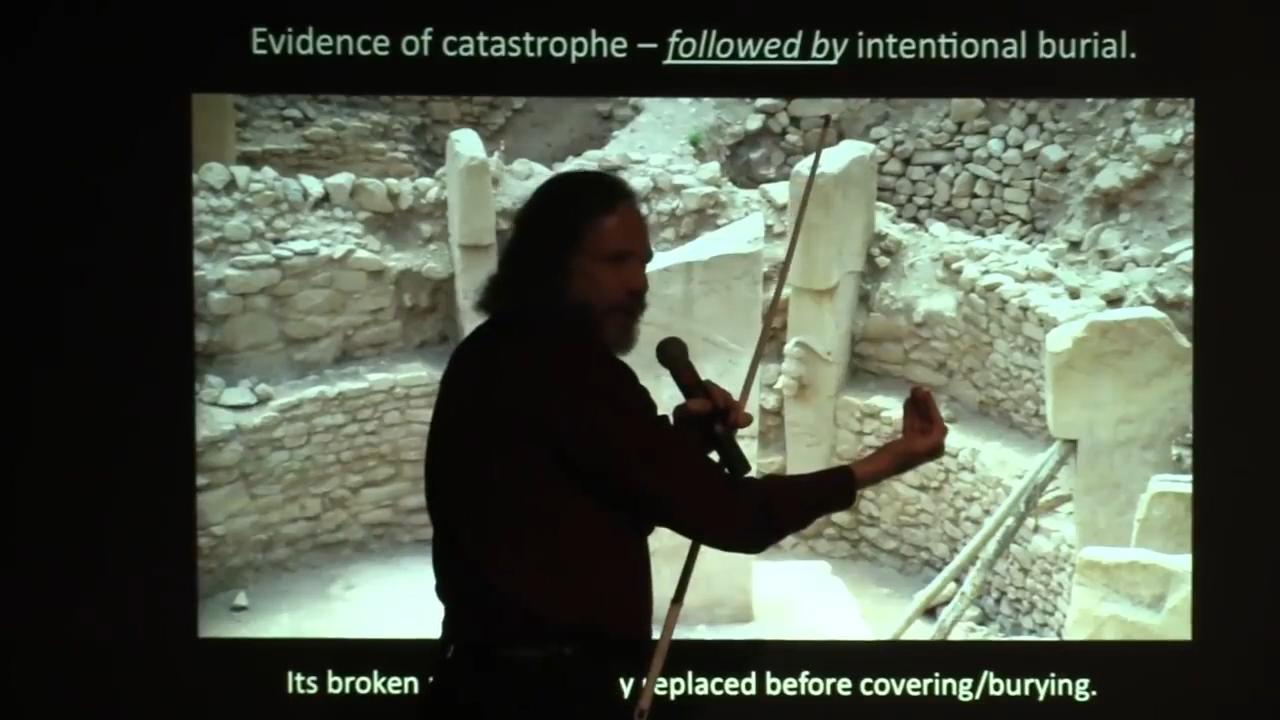 Evidence of catastrophe – followed by intentional burial.
Its broken replaced before covering/burying.